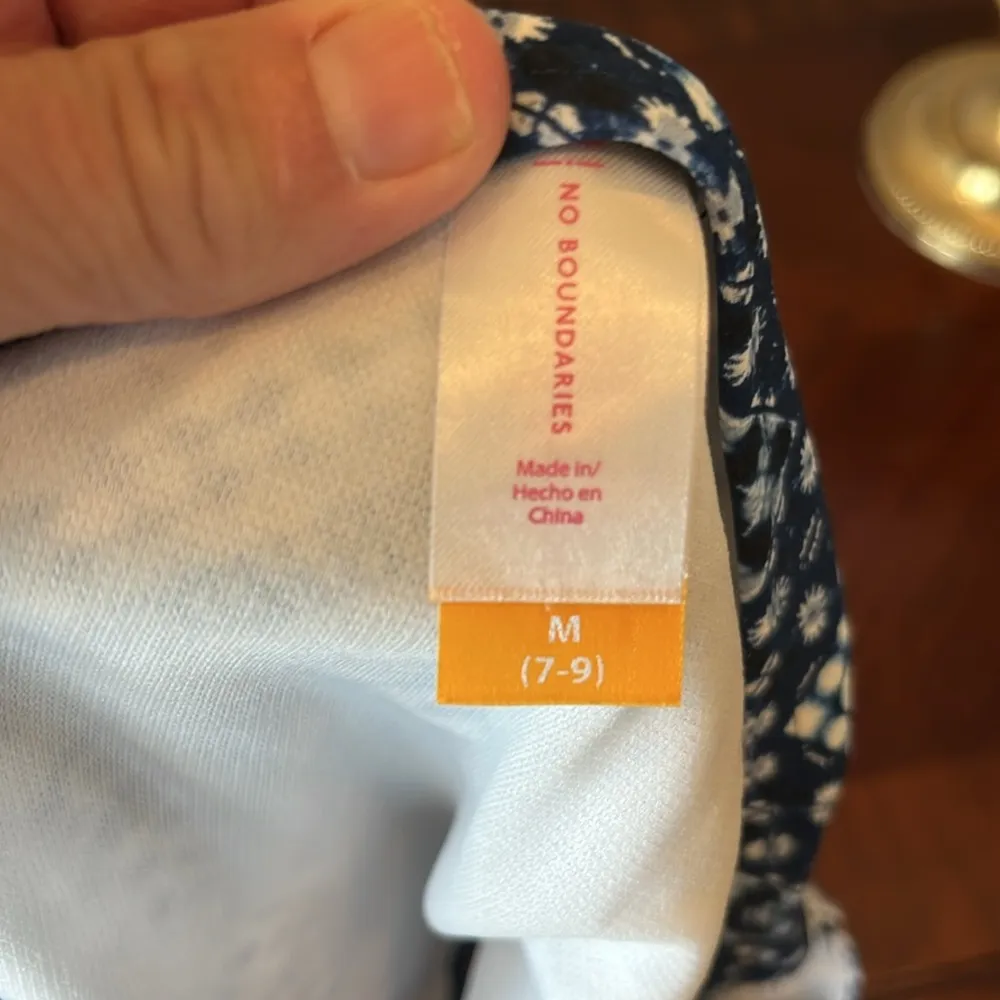 NO BOUNDARIES
Made in/
Hecho en
China
M
(7-9)